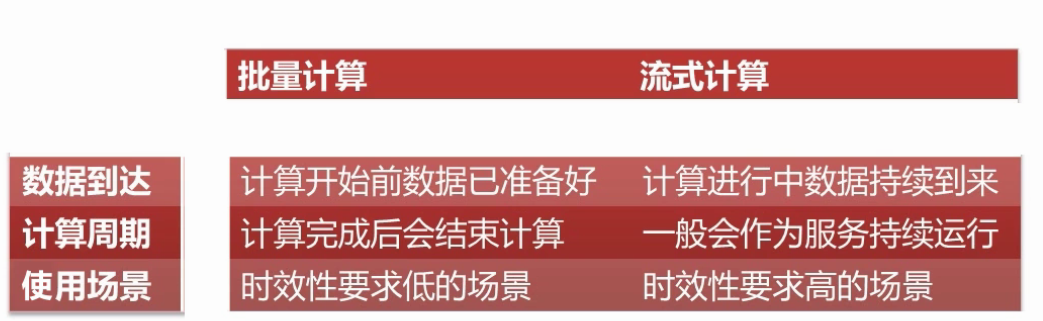 批量计算 流式计算
数据到达 计算开始前数据已准备好 计算进行中数据持续到来
计算周期 计算完成后会结束计算 一般会作为服务持续运行
使用场景 时效性要求低的场景 时效性要求高的场景